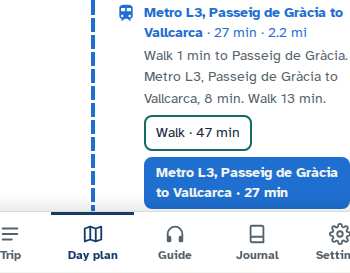 Metro L3, Passeig de Gràcia to
Vallcarca · 27 min · 2.2 mi
Walk 1 min to Passeig de Gràcia.
Metro L3, Passeig de Gràcia to
Vallcarca, 8 min. Walk 13 min.
Walk · 47 min
Metro L3, Passeig de Gràcia
to Vallcarca · 27 min
Trip
Day plan
Guide
Journal
Settin